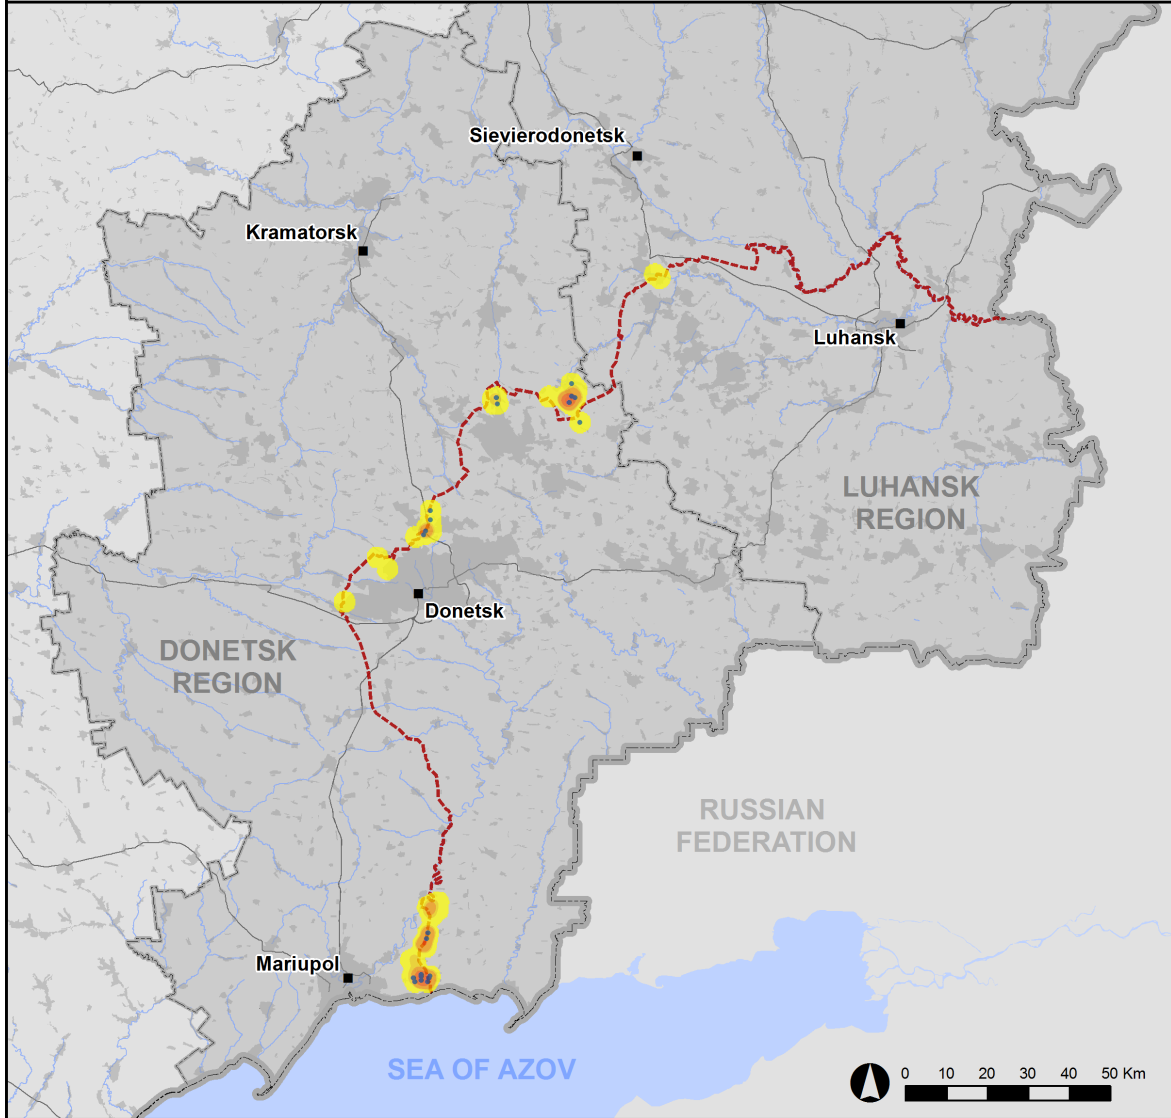 Sievierodonetsk
Kramatorsk
Luhansk
LUHANSK
REGION
Donetsk
DONETSK
REGION
RUSSIAN
FEDERATION
Mariupol
SEA OF AZOV
0 10 20 30 40 50 Km